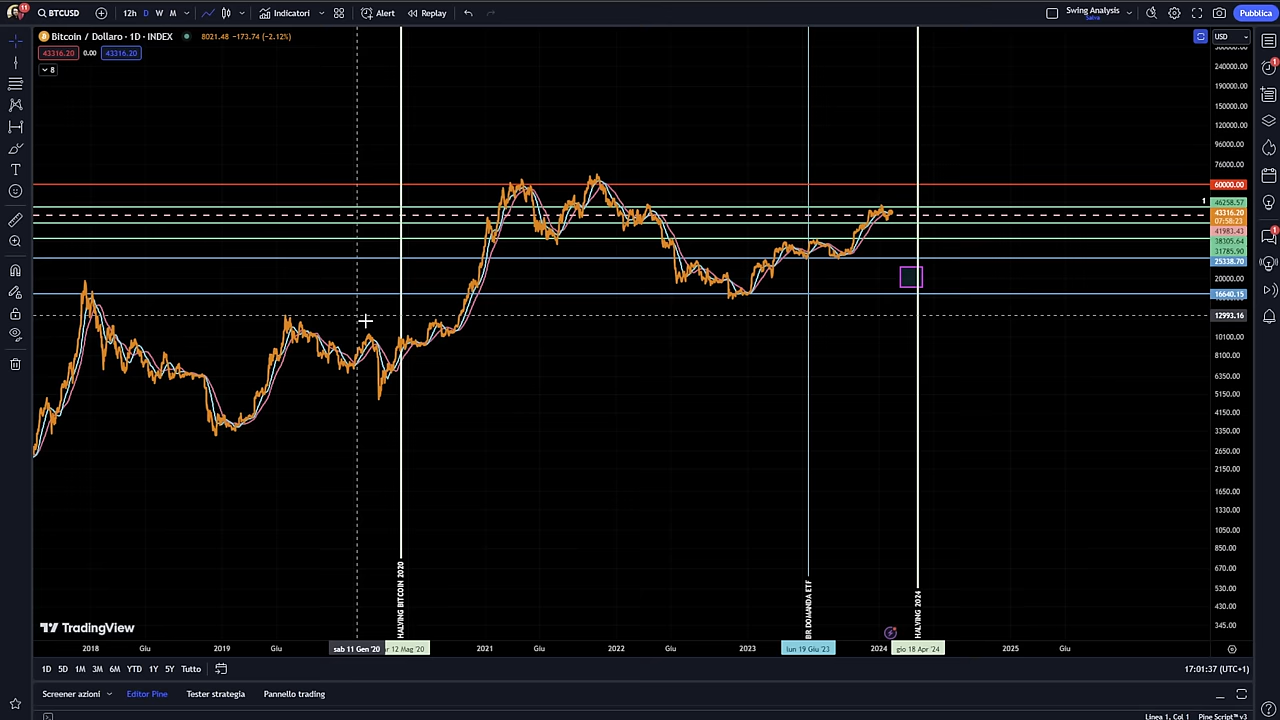 11
BTCUSD
12h D W M
Indicatori
Alert
Replay
Swing Analysis
Salva
Pubblica
Bitcoin / Dollaro · 1D · INDEX
8021.48 −173.74 (−2.12%)
43316.20 0.00 43316.20
8
USD
300000.00
240000.00
190000.00
150000.00
120000.00
96000.00
76000.00
60000.00
1
46258.57
43316.20
07:58:23
41983.43
38105.64
31785.90
25338.70
20000.00
16640.15
12993.16
10100.00
8100.00
6350.00
5150.00
4150.00
3350.00
2650.00
2150.00
1650.00
1330.00
1050.00
850.00
670.00
530.00
430.00
345.00
HALVING BITCOIN 2020
BR DOMANDA ETF
HALVING 2024
TradingView
2018 Giu 2019 Giu sab 11 Gen '20 ar 12 Mag '20 2021 Giu 2022 Giu 2023 lun 19 Giu '23 2024 gio 18 Apr '24 2025 Giu
1D 5D 1M 3M 6M YTD 1Y 5Y Tutto
17:01:37 (UTC+1)
Screener azioni
Editor Pine
Tester strategia
Pannello trading
Linea 1, Col 1
Pine Script™ v3